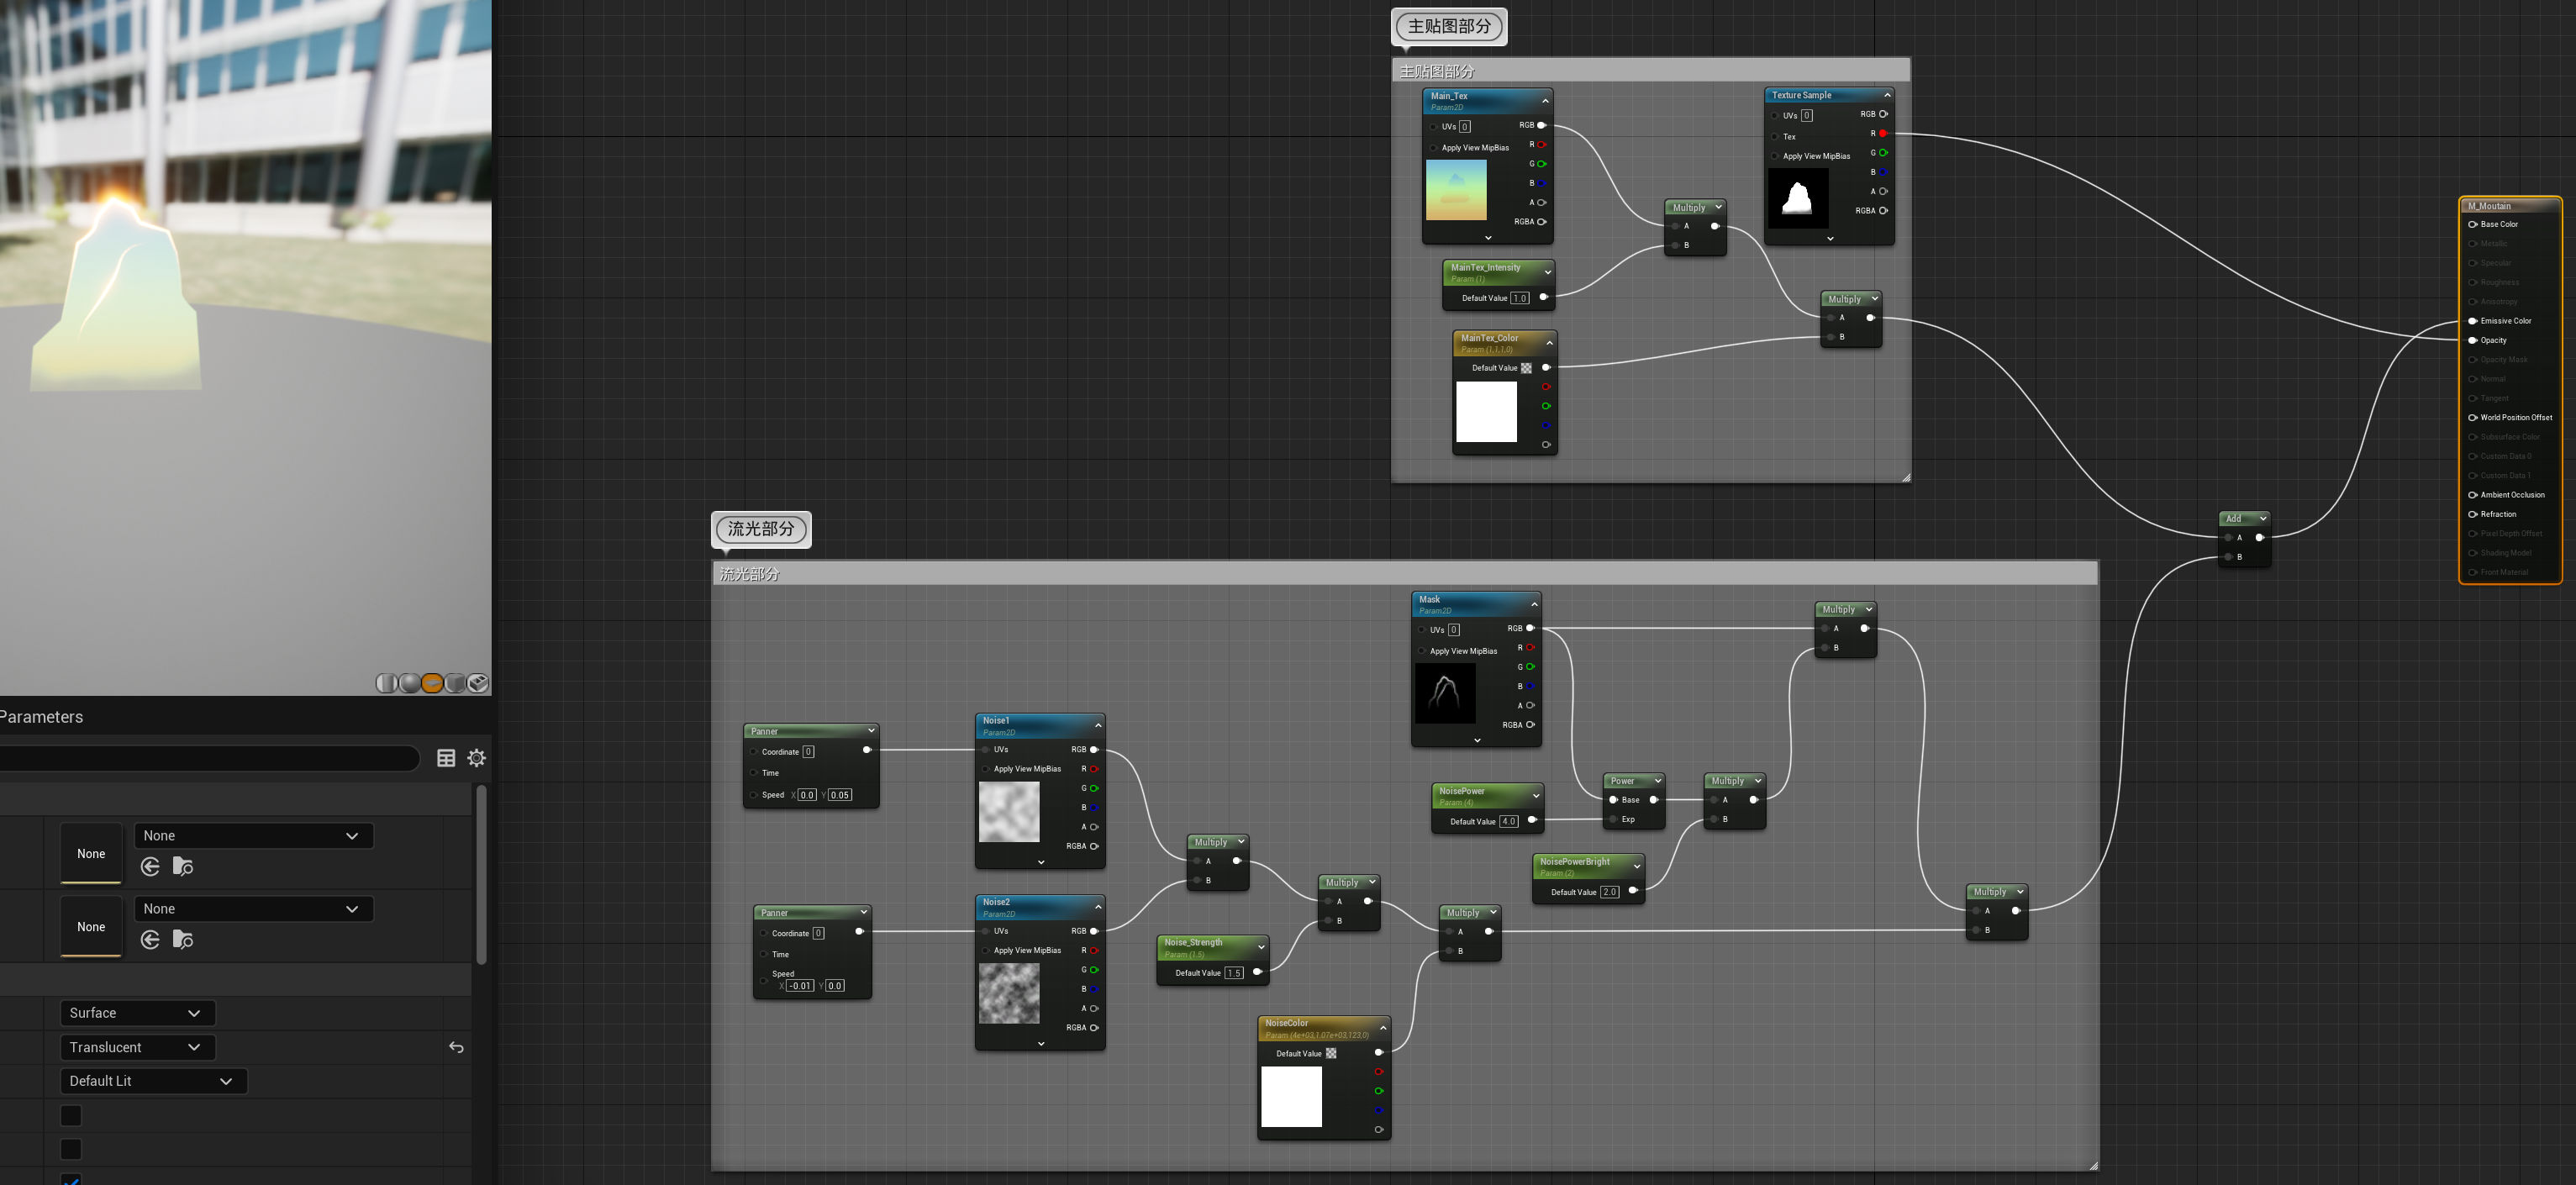 主贴图部分
主贴图部分
Main_Tex
Param2D
UVs 0
RGB
Apply View MipBias
R
G
B
A
RGBA
MainTex_Intensity
Param (1)
Default Value 1.0
MainTex_Color
Param (1,1,1,0)
Default Value
Multiply
A
B
Texture Sample
UVs 0
RGB
Tex
R
Apply View MipBias
G
B
A
RGBA
Multiply
A
B
M_Moutain
Base Color
Metallic
Specular
Roughness
Anisotropy
Emissive Color
Opacity
Opacity Mask
Normal
Tangent
World Position Offset
Subsurface Color
Custom Data 0
Custom Data 1
Ambient Occlusion
Refraction
Pixel Depth Offset
Shading Model
Front Material
Add
A
B
流光部分
流光部分
Panner
Coordinate 0
Time
Speed X 0.0 Y 0.05
Panner
Coordinate 0
Time
Speed
X -0.01 Y 0.0
Noise1
Param2D
UVs
RGB
Apply View MipBias
R
G
B
A
RGBA
Noise2
Param2D
UVs
RGB
Apply View MipBias
R
G
B
A
RGBA
Multiply
A
B
Noise_Strength
Param (1.5)
Default Value 1.5
Multiply
A
B
NoiseColor
Param (4e+03,1.07e+03,123,0)
Default Value
Multiply
A
B
Mask
Param2D
UVs 0
RGB
Apply View MipBias
R
G
B
A
RGBA
NoisePower
Param (4)
Default Value 4.0
Power
Base
Exp
NoisePowerBright
Param (2)
Default Value 2.0
Multiply
A
B
Multiply
A
B
Multiply
A
B
Parameters
None
None
None
None
Surface
Translucent
Default Lit